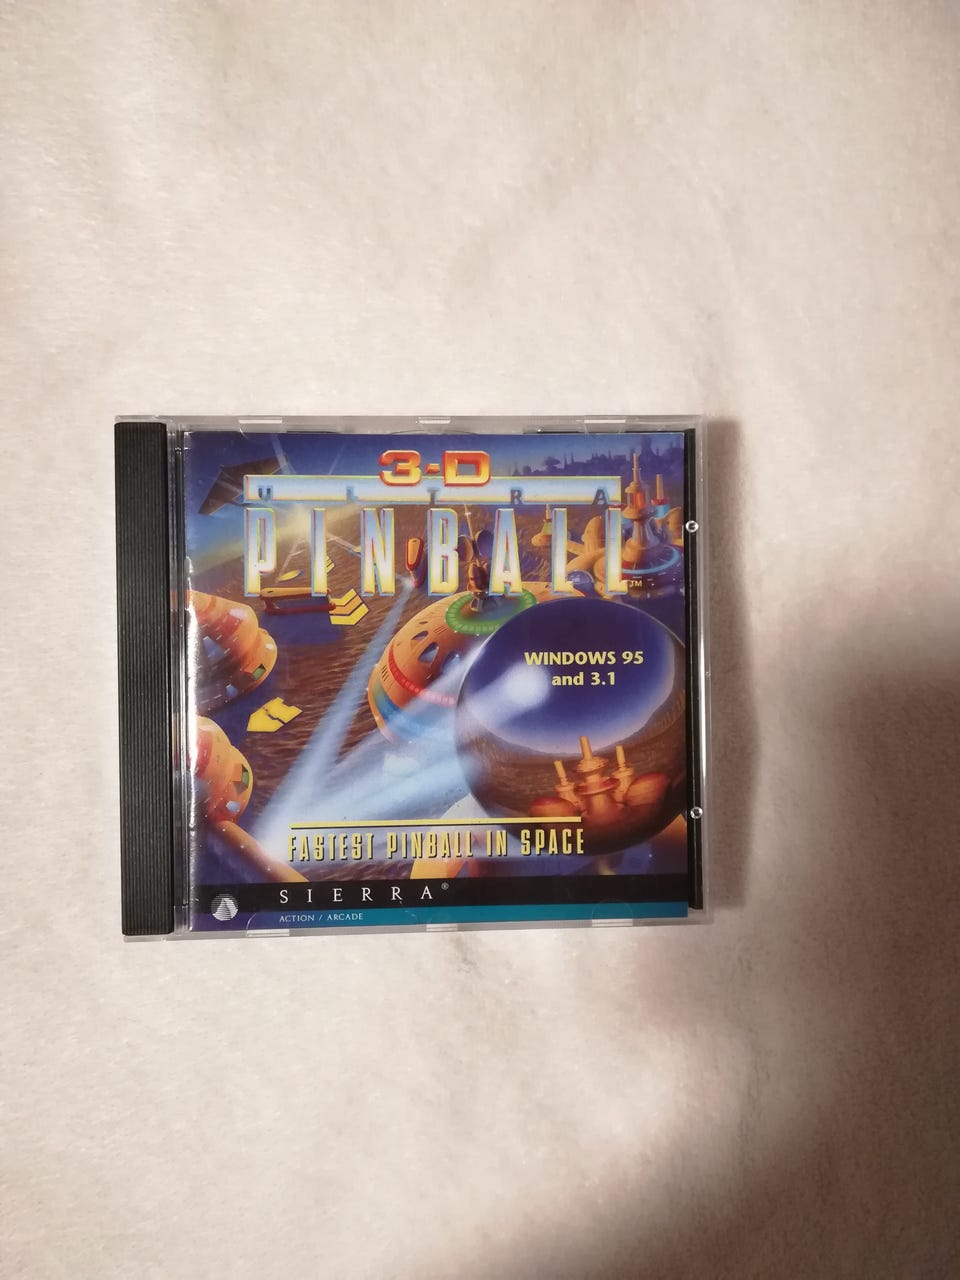 3-D
ULTRA
PINBALL™
WINDOWS 95
and 3.1
FASTEST PINBALL IN SPACE
SIERRA®
ACTION / ARCADE